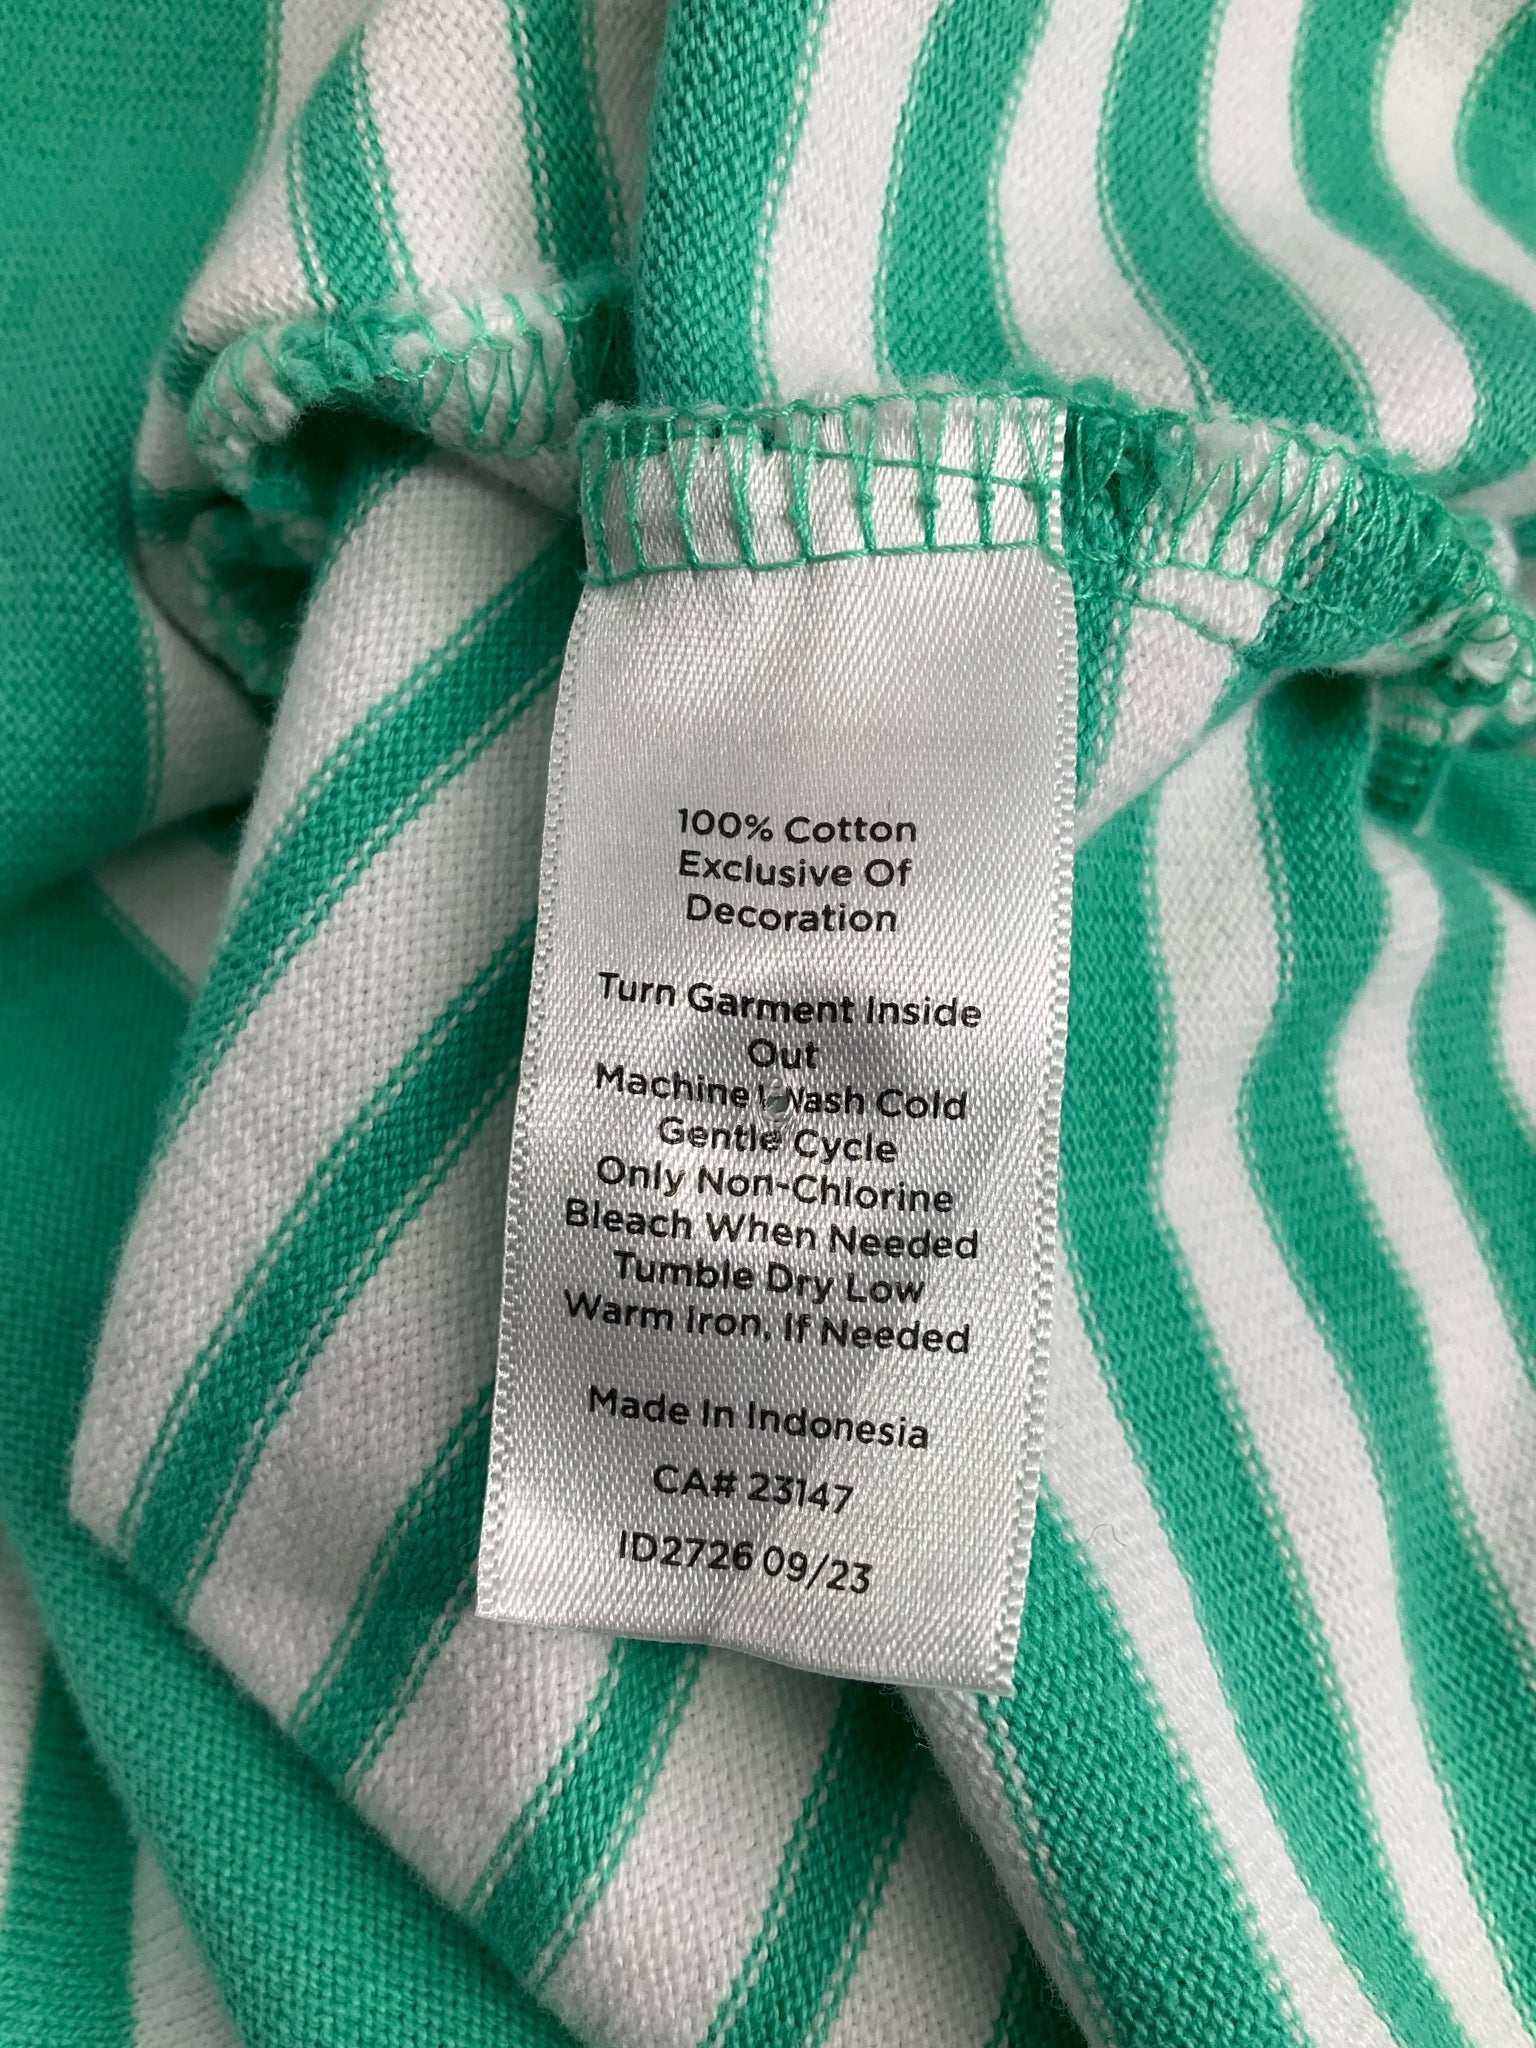 100% Cotton
Exclusive Of
Decoration
Turn Garment Inside
Out
Machine Wash Cold
Gentle Cycle
Only Non-Chlorine
Bleach When Needed
Tumble Dry Low
Warm Iron, If Needed
Made In Indonesia
CA# 23147
ID2726 09/23